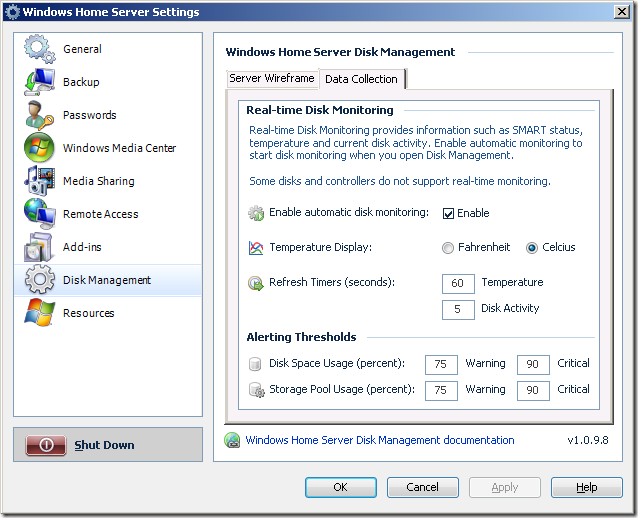 Windows Home Server Settings
General
Backup
Passwords
Windows Media Center
Media Sharing
Remote Access
Add-ins
Disk Management
Resources
Shut Down
Windows Home Server Disk Management
Server Wireframe Data Collection
Real-time Disk Monitoring
Real-time Disk Monitoring provides information such as SMART status,
temperature and current disk activity. Enable automatic monitoring to
start disk monitoring when you open Disk Management.
Some disks and controllers do not support real-time monitoring.
Enable automatic disk monitoring: Enable
Temperature Display: Fahrenheit Celcius
Refresh Timers (seconds): 60 Temperature
5 Disk Activity
Alerting Thresholds
Disk Space Usage (percent): 75 Warning 90 Critical
Storage Pool Usage (percent): 75 Warning 90 Critical
Windows Home Server Disk Management documentation v1.0.9.8
OK Cancel Apply Help